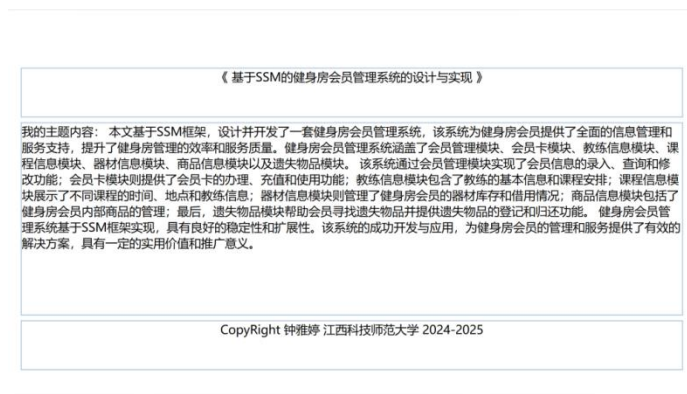 《 基于SSM的健身房会员管理系统的设计与实现 》
我的主题内容： 本文基于SSM框架，设计并开发了一套健身房会员管理系统，该系统为健身房会员提供了全面的信息管理和
服务支持，提升了健身房管理的效率和服务质量。健身房会员管理系统涵盖了会员管理模块、会员卡模块、教练信息模块、课
程信息模块、器材信息模块、商品信息模块以及遗失物品模块。 该系统通过会员管理模块实现了会员信息的录入、查询和修
改功能；会员卡模块则提供了会员卡的办理、充值和使用功能；教练信息模块包含了教练的基本信息和课程安排；课程信息模
块展示了不同课程的时间、地点和教练信息；器材信息模块则管理了健身房会员的器材库存和借用情况；商品信息模块包括了
健身房会员内部商品的管理；最后，遗失物品模块帮助会员寻找遗失物品并提供遗失物品的登记和归还功能。 健身房会员管
理系统基于SSM框架实现，具有良好的稳定性和扩展性。该系统的成功开发与应用，为健身房会员的管理和服务提供了有效的
解决方案，具有一定的实用价值和推广意义。
CopyRight 钟雅婷 江西科技师范大学 2024-2025